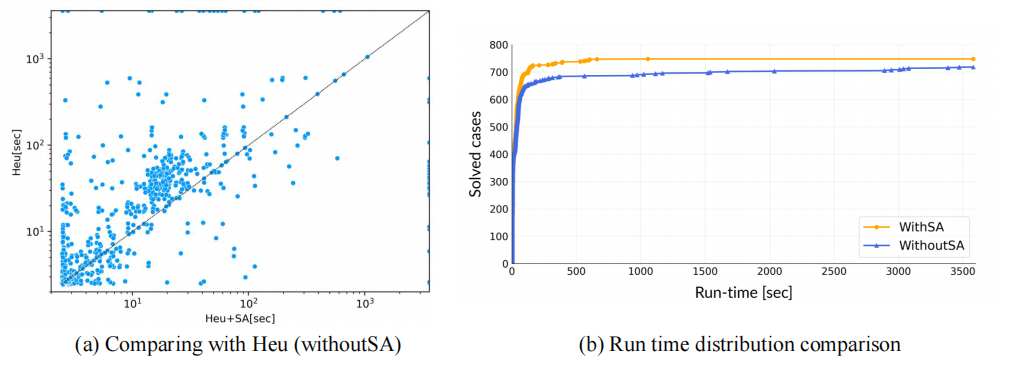 10³
10²
10¹
Heu[sec]
10¹ 10² 10³
Heu+SA[sec]
(a) Comparing with Heu (withoutSA)
800
700
600
500
400
300
200
100
0
Solved cases
WithSA
WithoutSA
0 500 1000 1500 2000 2500 3000 3500
Run-time [sec]
(b) Run time distribution comparison